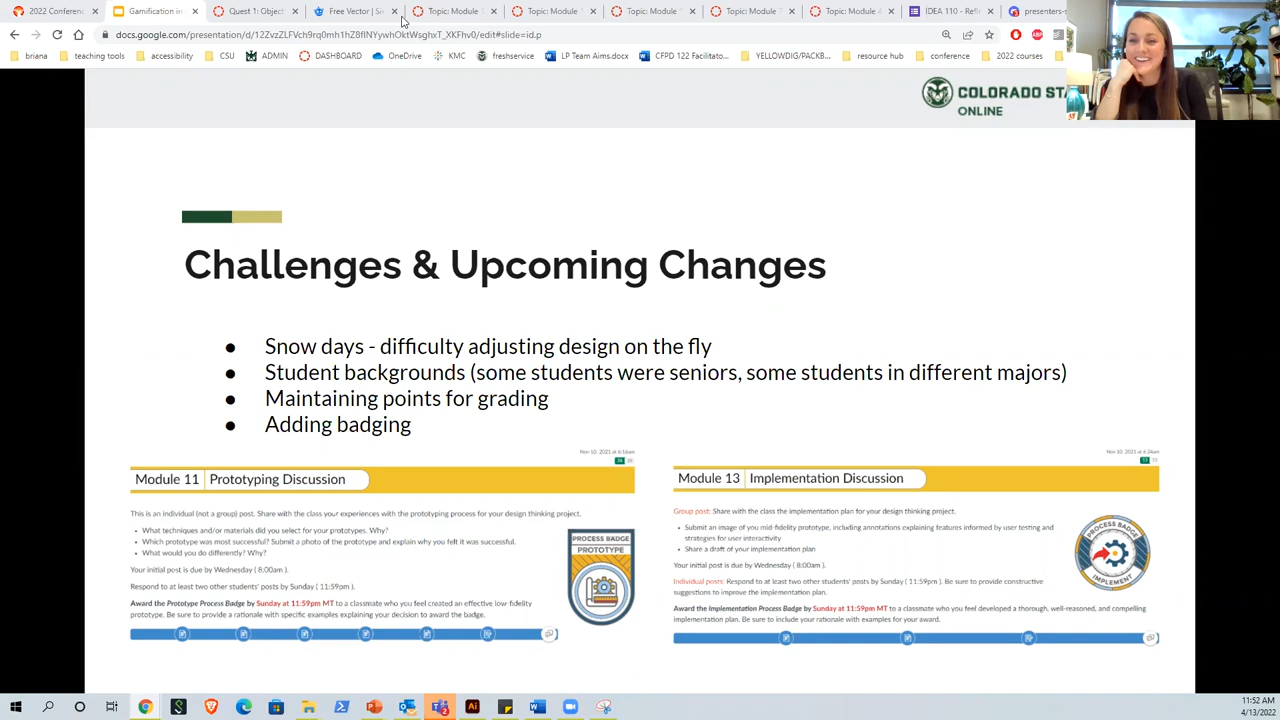 2022 Conferenc
Gamification in
Quest 1: Object
Free Vector | Si
Topic: Module
Topic: Module
Topic: Module
Topic: Module
Topic: Module
IDEA 110 - Refle
presenters-
docs.google.com/presentation/d/
briana
teaching tools
accessibility
CSU
ADMIN
DASHBOARD
OneDrive
KMC
freshservice
LP Team Aims.docx
CFPD 122 Facilitato...
YELLOWDIG/PACKB...
resource hub
conference
2022 courses
COLORADO STA
ONLINE
Challenges & Upcoming Changes
● Snow days - difficulty adjusting design on the fly
● Student backgrounds (some students were seniors, some students in different majors)
● Maintaining points for grading
● Adding badging
Module 11 Prototyping Discussion
This is an individual (not a group) post. Share with the class your experiences with the prototyping process for your design thinking project.
• What techniques and/or materials did you select for your prototypes. Why?
• Which prototype was most successful? Submit a photo of the prototype and explain why you felt it was successful.
• What would you do differently? Why?
Your initial post is due by Wednesday ( 8:00am ).
Respond to at least two other students' posts by Sunday ( 11:59pm ).
Award the Prototype Process Badge by Sunday at 11:59pm MT to a classmate who you feel created an effective low-fidelity
prototype. Be sure to provide a rationale with specific examples explaining your decision to award the badge.
PROCESS BADGE
PROTOTYPE
Module 13 Implementation Discussion
Group post: Share with the class the implementation plan for your design thinking project.
• Submit an image of you mid-fidelity prototype, including annotations explaining features informed by user testing and
strategies for user interactivity
• Share a draft of your implementation plan
Your initial post is due by Wednesday ( 8:00am ).
Individual posts: Respond to at least two other students' posts by Sunday ( 11:59pm ). Be sure to provide constructive
suggestions to improve the implementation plan.
Award the Implementation Process Badge by Sunday at 11:59pm MT to a classmate who you feel developed a thorough, well-reasoned, and compelling
implementation plan. Be sure to include your rationale with examples for your award.
PROCESS BADGE
IMPLEMENT
11:52 AM
4/13/2022